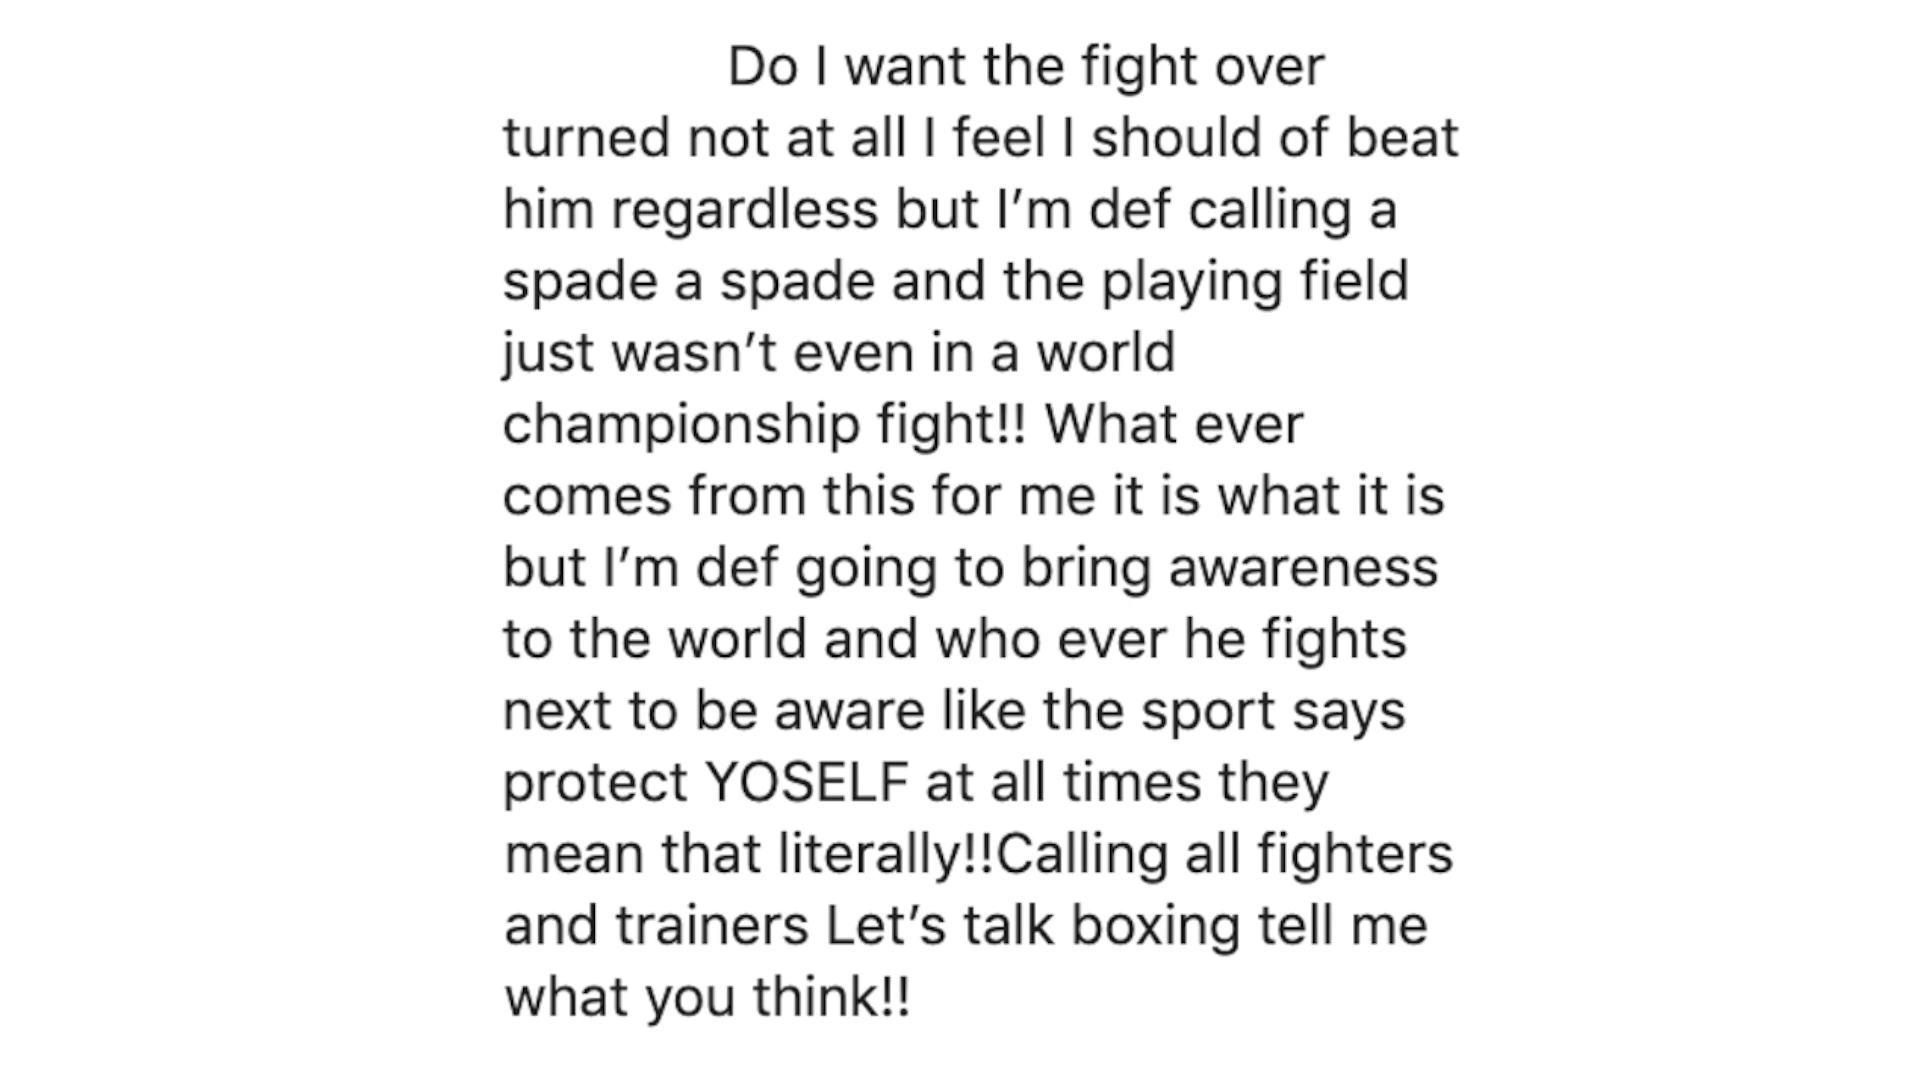 Do I want the fight over
turned not at all I feel I should of beat
him regardless but I’m def calling a
spade a spade and the playing field
just wasn’t even in a world
championship fight!! What ever
comes from this for me it is what it is
but I’m def going to bring awareness
to the world and who ever he fights
next to be aware like the sport says
protect YOSELF at all times they
mean that literally!!Calling all fighters
and trainers Let’s talk boxing tell me
what you think!!